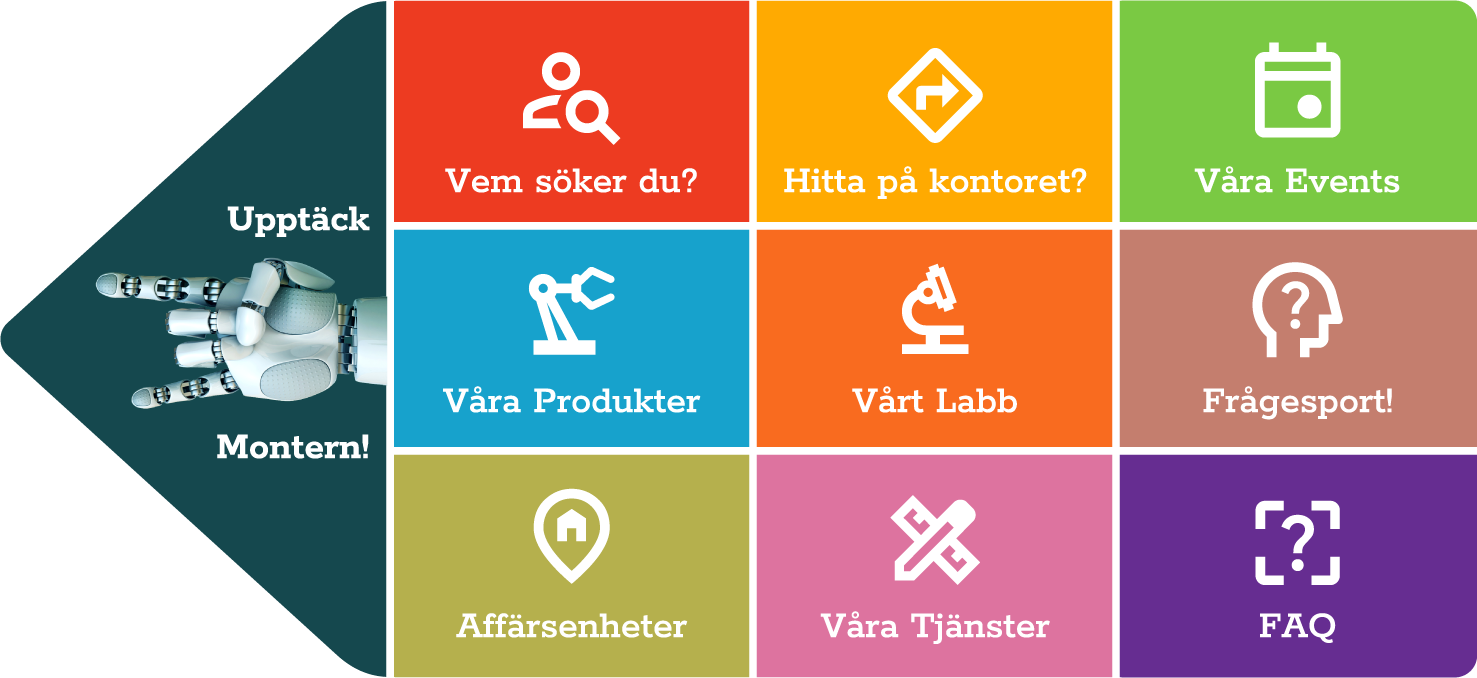 Upptäck
Montern!
Vem söker du?
Hitta på kontoret?
Våra Events
Våra Produkter
Vårt Labb
Frågesport!
Affärsenheter
Våra Tjänster
FAQ